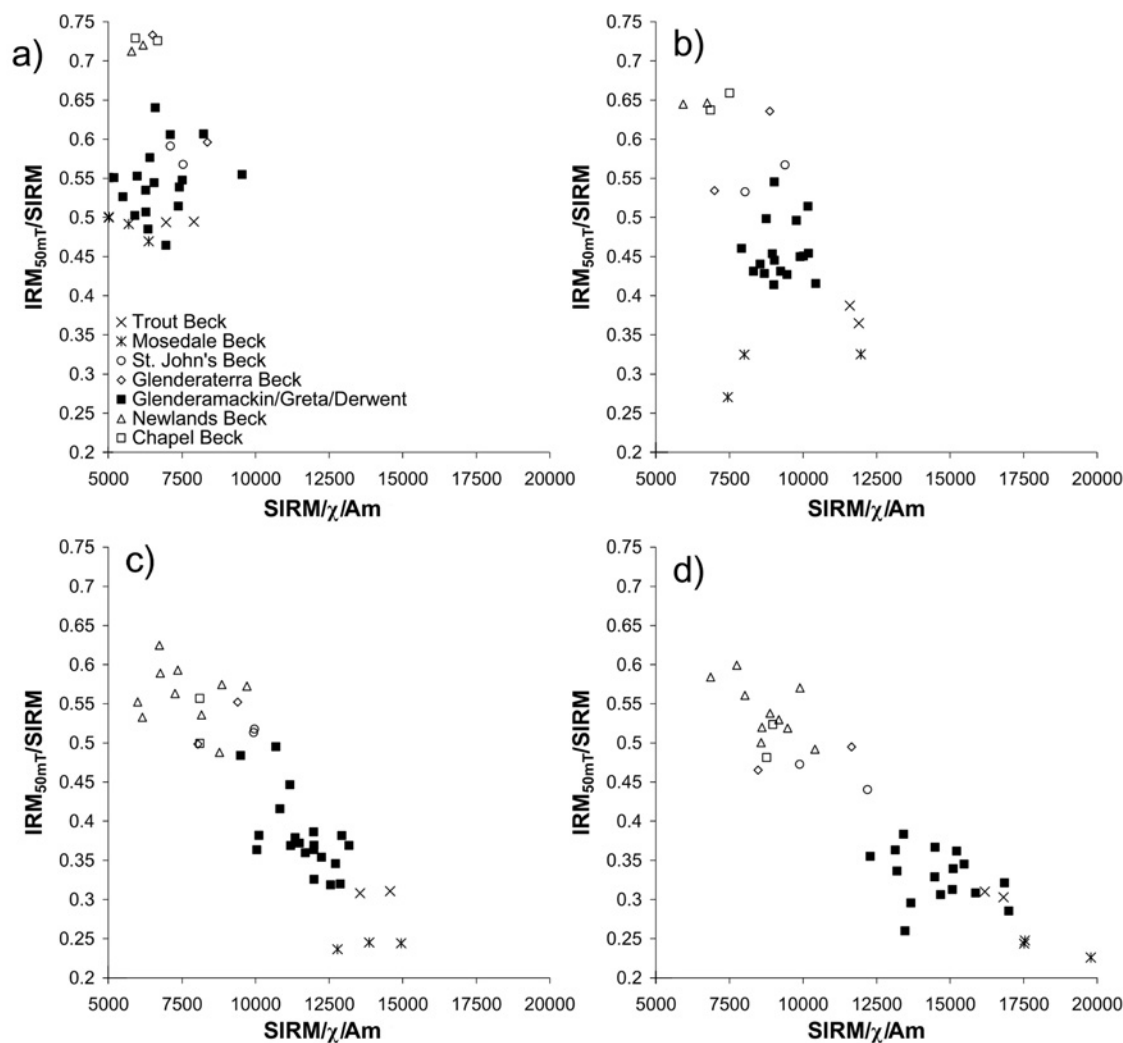 a)
0.75
0.7
0.65
0.6
0.55
0.5
0.45
0.4
0.35
0.3
0.25
0.2
IRM50mT/SIRM
Trout Beck
Mosedale Beck
St. John's Beck
Glenderaterra Beck
Glenderamackin/Greta/Derwent
Newlands Beck
Chapel Beck
5000 7500 10000 12500 15000 17500 20000
SIRM/χ/Am
b)
0.75
0.7
0.65
0.6
0.55
0.5
0.45
0.4
0.35
0.3
0.25
0.2
IRM50mT/SIRM
5000 7500 10000 12500 15000 17500 20000
SIRM/χ/Am
c)
0.75
0.7
0.65
0.6
0.55
0.5
0.45
0.4
0.35
0.3
0.25
0.2
IRM50mT/SIRM
5000 7500 10000 12500 15000 17500 20000
SIRM/χ/Am
d)
0.75
0.7
0.65
0.6
0.55
0.5
0.45
0.4
0.35
0.3
0.25
0.2
IRM50mT/SIRM
5000 7500 10000 12500 15000 17500 20000
SIRM/χ/Am